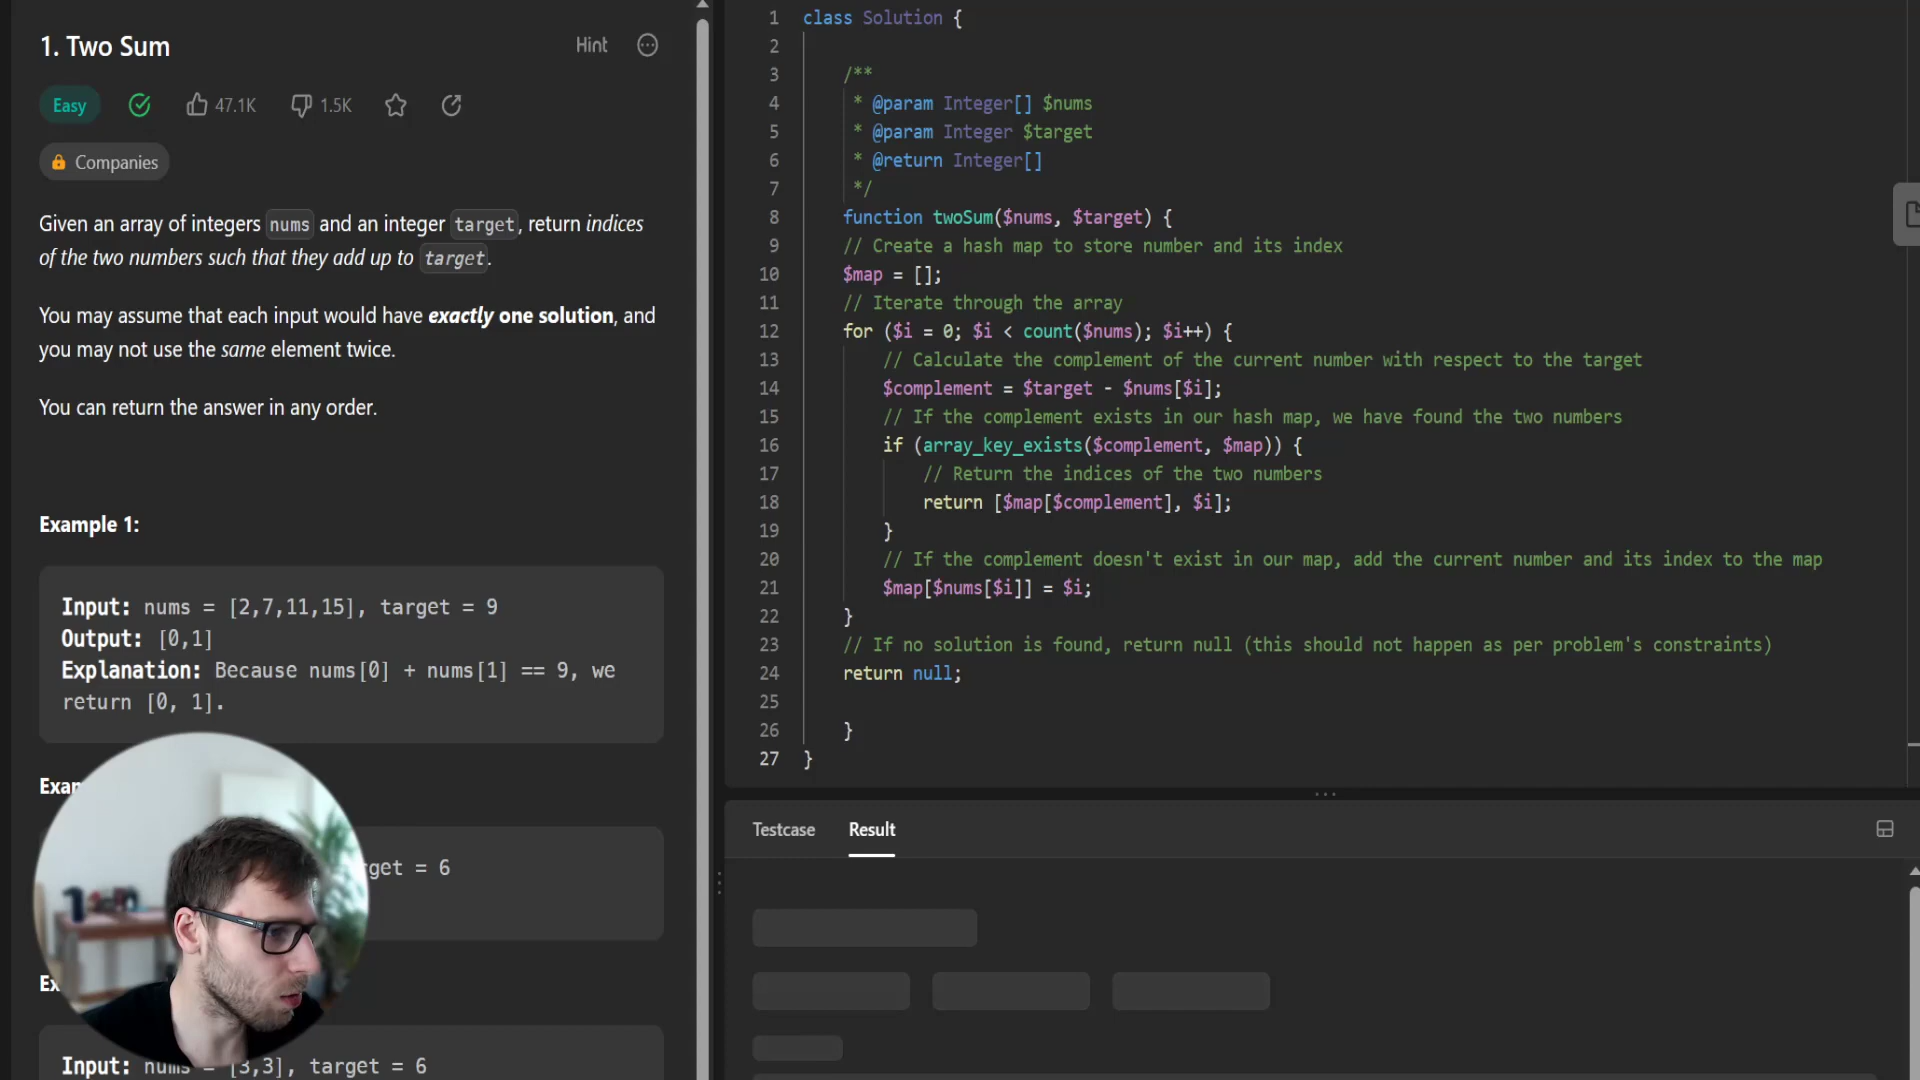 1. Two Sum
Hint
Easy
47.1K
1.5K
Companies
Given an array of integers nums and an integer target, return indices
of the two numbers such that they add up to target.
You may assume that each input would have exactly one solution, and
you may not use the same element twice.
You can return the answer in any order.
Example 1:
Input: nums = [2,7,11,15], target = 9
Output: [0,1]
Explanation: Because nums[0] + nums[1] == 9, we
return [0, 1].
= 6
Input: nums = [3,3], target = 6
1 class Solution {
2
3 /**
4 * @param Integer[] $nums
5 * @param Integer $target
6 * @return Integer[]
7 */
8 function twoSum($nums, $target) {
9 // Create a hash map to store number and its index
10 $map = [];
11 // Iterate through the array
12 for ($i = 0; $i < count($nums); $i++) {
13 // Calculate the complement of the current number with respect to the target
14 $complement = $target - $nums[$i];
15 // If the complement exists in our hash map, we have found the two numbers
16 if (array_key_exists($complement, $map)) {
17 // Return the indices of the two numbers
18 return [$map[$complement], $i];
19 }
20 // If the complement doesn't exist in our map, add the current number and its index to the map
21 $map[$nums[$i]] = $i;
22 }
23 // If no solution is found, return null (this should not happen as per problem's constraints)
24 return null;
25
26 }
27 }
Testcase
Result